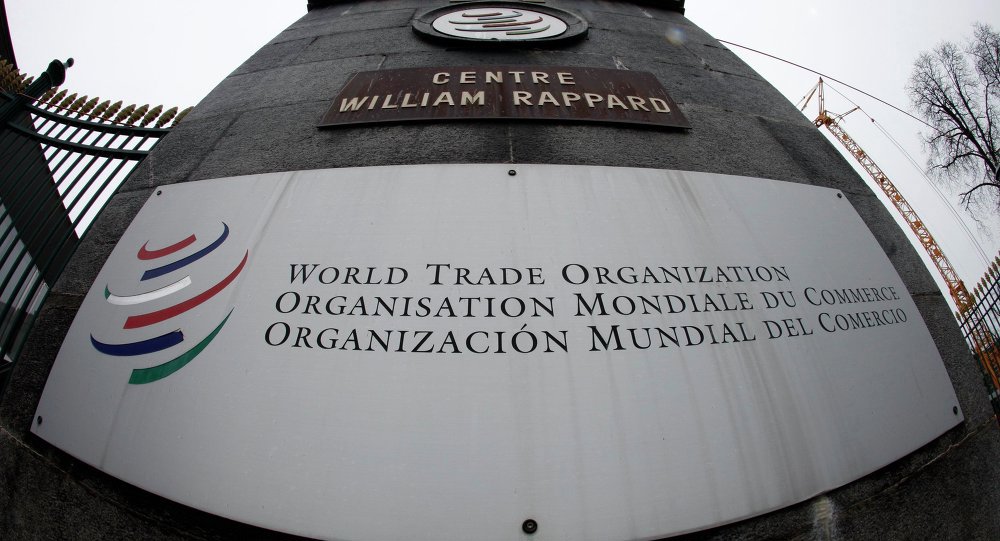 CENTRE
WILLIAM RAPPARD
WORLD TRADE ORGANIZATION
ORGANISATION MONDIALE DU COMMERCE
ORGANIZACIÓN MUNDIAL DEL COMERCIO